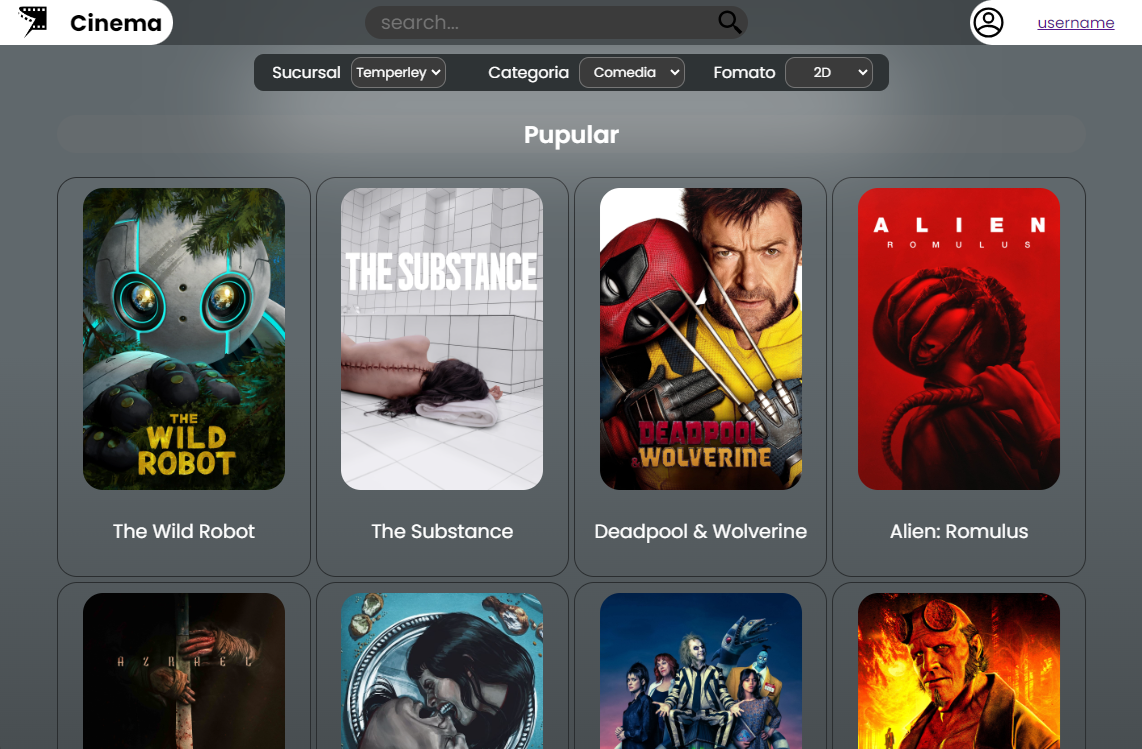 Cinema
search...
username
Sucursal Temperley Categoria Comedia Fomato 2D
Pupular
THE
WILD
ROBOT
THE SUBSTANCE
DEADPOOL
&WOLVERINE
ALIEN
ROMULUS
The Wild Robot
The Substance
Deadpool & Wolverine
Alien: Romulus
AZRAEL